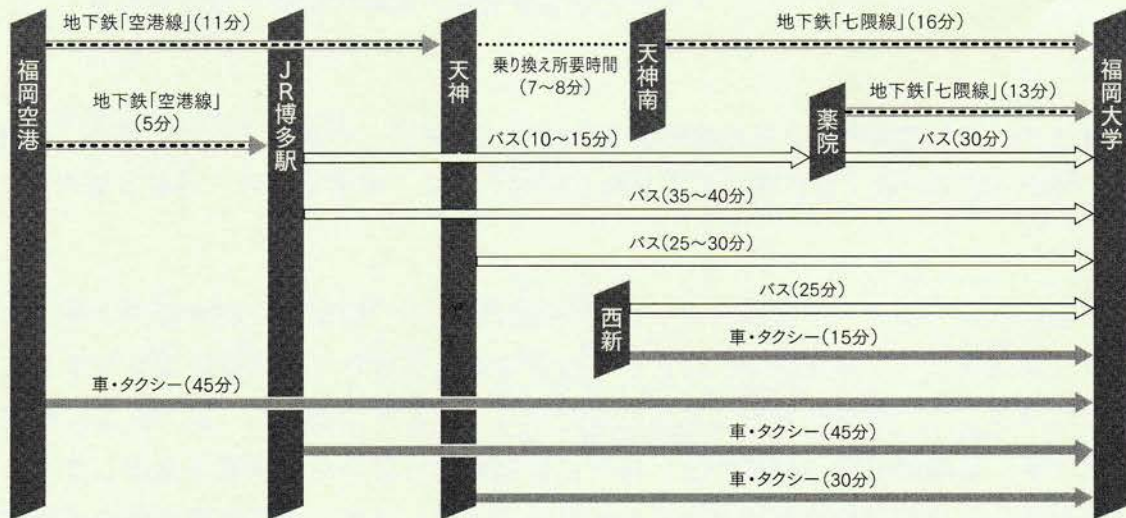 地下鉄「空港線」(11分)
地下鉄「七隈線」(16分)
福岡空港
JR博多駅
天神
乗り換え所要時間
(7〜8分)
天神南
福岡大学
地下鉄「空港線」
(5分)
地下鉄「七隈線」(13分)
薬院
バス(10〜15分)
バス(30分)
バス(35〜40分)
バス(25〜30分)
西新
バス(25分)
車・タクシー(15分)
車・タクシー(45分)
車・タクシー(45分)
車・タクシー(30分)